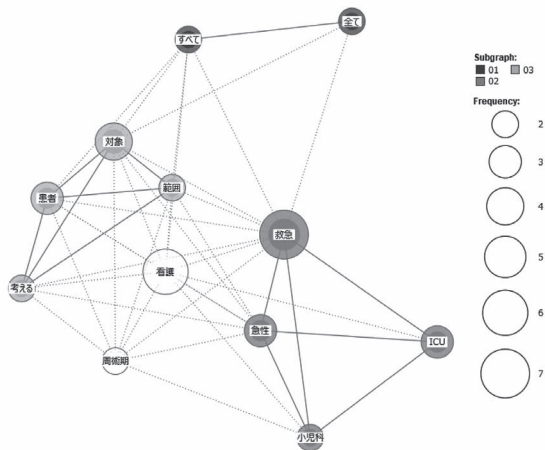 すべて
全て
対象
患者
範囲
救急
看護
考える
急性
ICU
周術期
小児科
Subgraph:
01 03
02
Frequency:
2
3
4
5
6
7